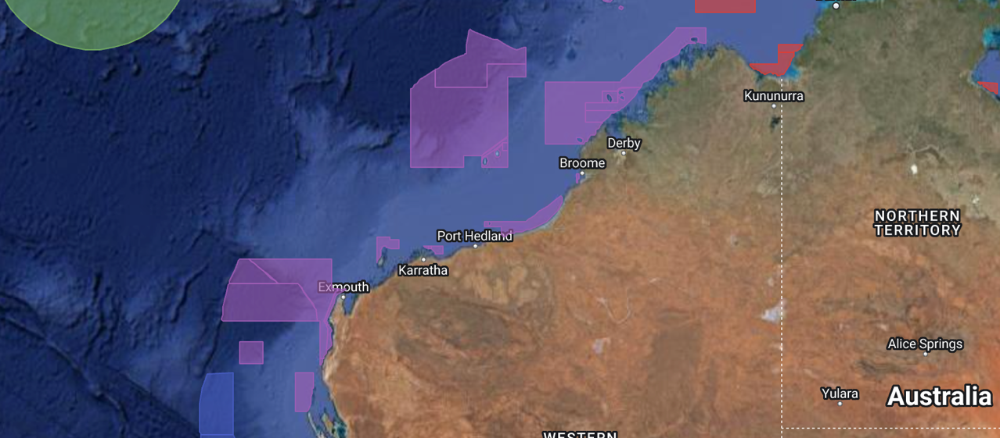 Kununurra
Derby
Broome
NORTHERN
TERRITORY
Port Hedland
Karratha
Exmouth
Alice Springs
Yulara
Australia
WESTERN